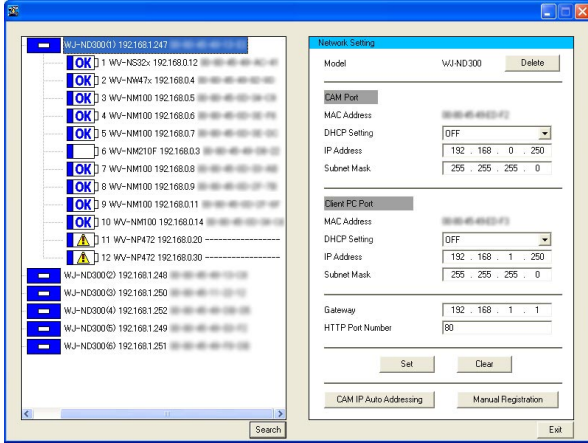 WJ-ND300(1) 192.168.1.247
OK 1 WV-NS32× 192.168.0.12
OK 2 WV-NW47× 192.168.0.4
OK 3 WV-NM100 192.168.0.5
OK 4 WV-NM100 192.168.0.6
OK 5 WV-NM100 192.168.0.7
6 WV-NM210F 192.168.0.3
OK 7 WV-NM100 192.168.0.8
OK 8 WV-NM100 192.168.0.9
OK 9 WV-NM100 192.168.0.11
OK 10 WV-NM100 192.168.0.14
11 WV-NP472 192.168.0.20 -----------------
12 WV-NP472 192.168.0.30 -----------------
WJ-ND300(2) 192.168.1.248
WJ-ND300(3) 192.168.1.250
WJ-ND300(4) 192.168.1.252
WJ-ND300(5) 192.168.1.249
WJ-ND300(6) 192.168.1.251
Search
Network Setting
Model WJ-ND300 Delete
CAM Port
MAC Address
DHCP Setting OFF
IP Address 192 . 168 . 0 . 250
Subnet Mask 255 . 255 . 255 . 0
Client PC Port
MAC Address
DHCP Setting OFF
IP Address 192 . 168 . 1 . 250
Subnet Mask 255 . 255 . 255 . 0
Gateway 192 . 168 . 1 . 1
HTTP Port Number 80
Set Clear
CAM IP Auto Addressing Manual Registration
Exit